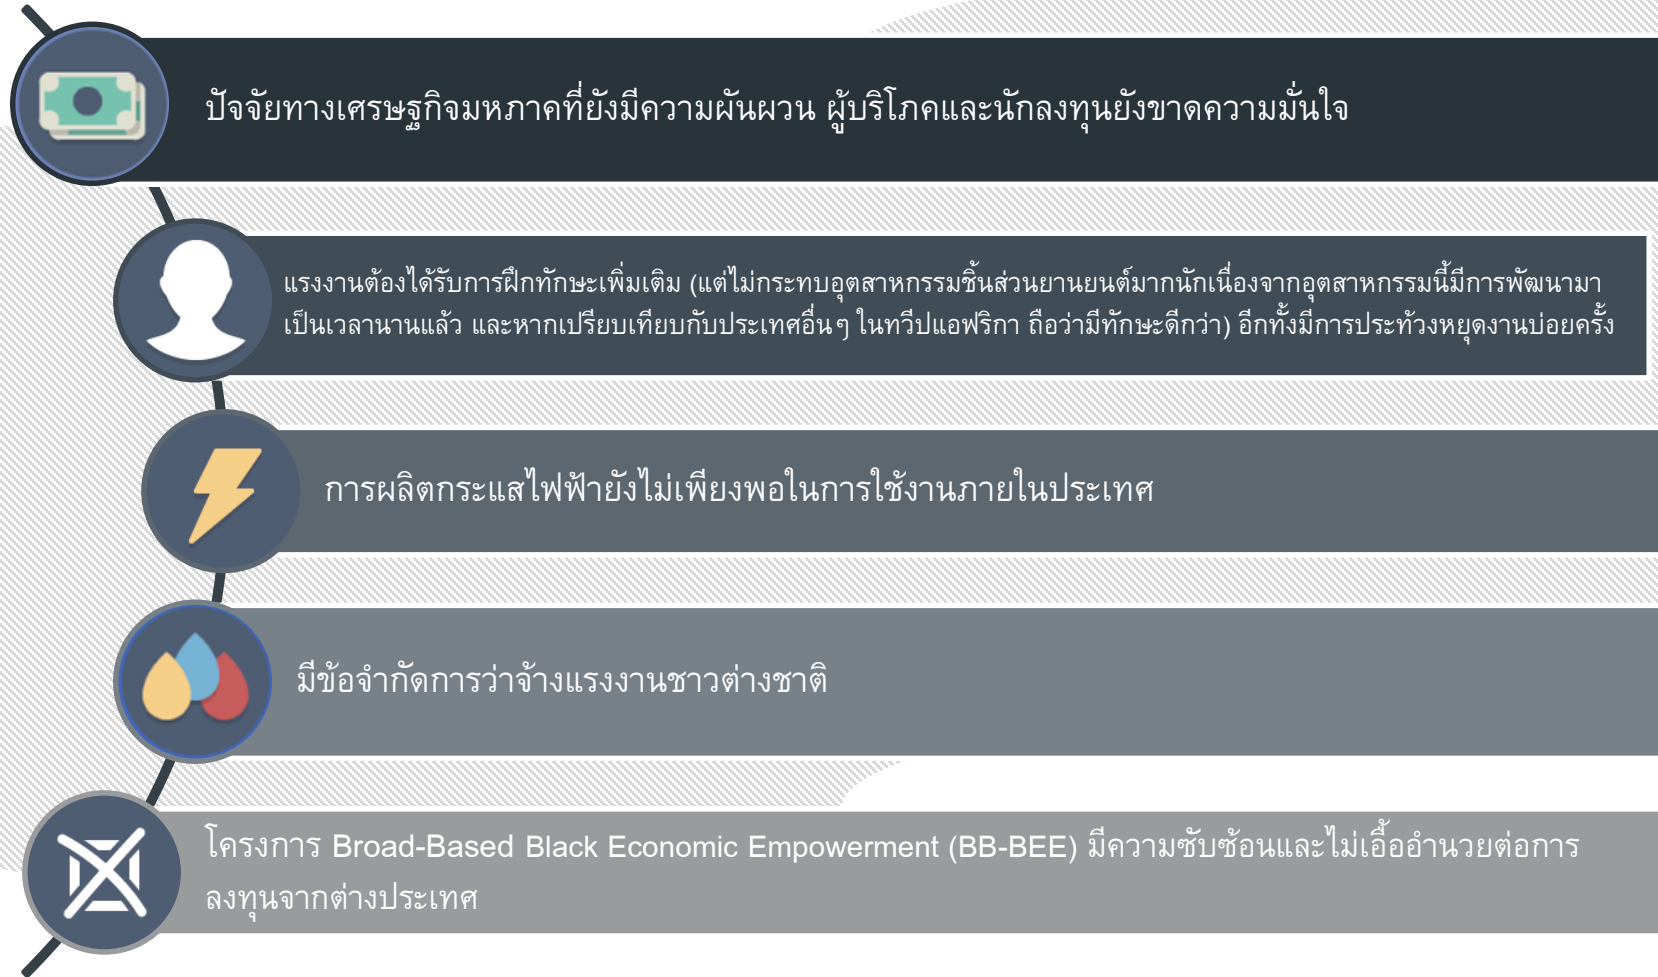 ปัจจัยทางเศรษฐกิจมหภาคที่ยังมีความผันผวน ผู้บริโภคและนักลงทุนยังขาดความมั่นใจ
แรงงานต้องได้รับการฝึกทักษะเพิ่มเติม (แต่ไม่กระทบอุตสาหกรรมชิ้นส่วนยานยนต์มากนักเนื่องจากอุตสาหกรรมนี้มีการพัฒนามา
เป็นเวลานานแล้ว และหากเปรียบเทียบกับประเทศอื่นๆ ในทวีปแอฟริกา ถือว่ามีทักษะดีกว่า) อีกทั้งมีการประท้วงหยุดงานบ่อยครั้ง
การผลิตกระแสไฟฟ้ายังไม่เพียงพอในการใช้งานภายในประเทศ
มีข้อจำกัดการว่าจ้างแรงงานชาวต่างชาติ
โครงการ Broad-Based Black Economic Empowerment (BB-BEE) มีความซับซ้อนและไม่เอื้ออำนวยต่อการ
ลงทุนจากต่างประเทศ